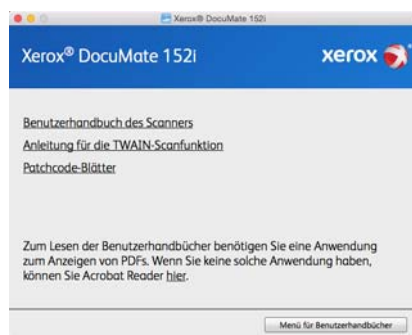 Xerox® DocuMate 152i
Xerox® DocuMate 152i
xerox
Benutzerhandbuch des Scanners
Anleitung für die TWAIN-Scanfunktion
Patchcode-Blätter
Zum Lesen der Benutzerhandbücher benötigen Sie eine Anwendung
zum Anzeigen von PDFs. Wenn Sie keine solche Anwendung haben,
können Sie Acrobat Reader hier.
Menü für Benutzerhandbücher